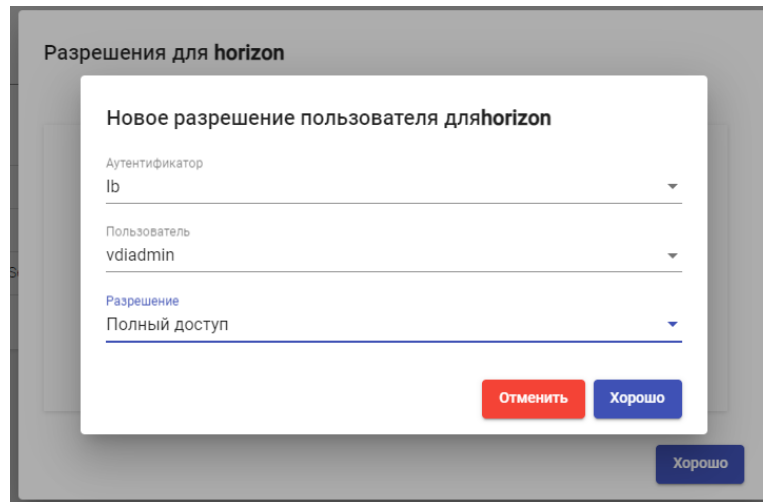 Разрешения для horizon
Новое разрешение пользователя дляhorizon
Аутентификатор
lb
Пользователь
vdiadmin
Разрешение
Полный доступ
Отменить
Хорошо
Хорошо